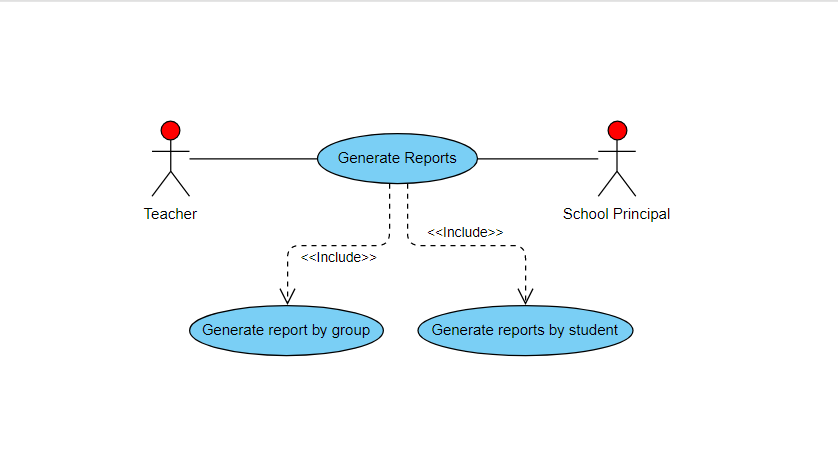 Generate Reports
Teacher
School Principal
<<Include>>
<<Include>>
Generate report by group
Generate reports by student